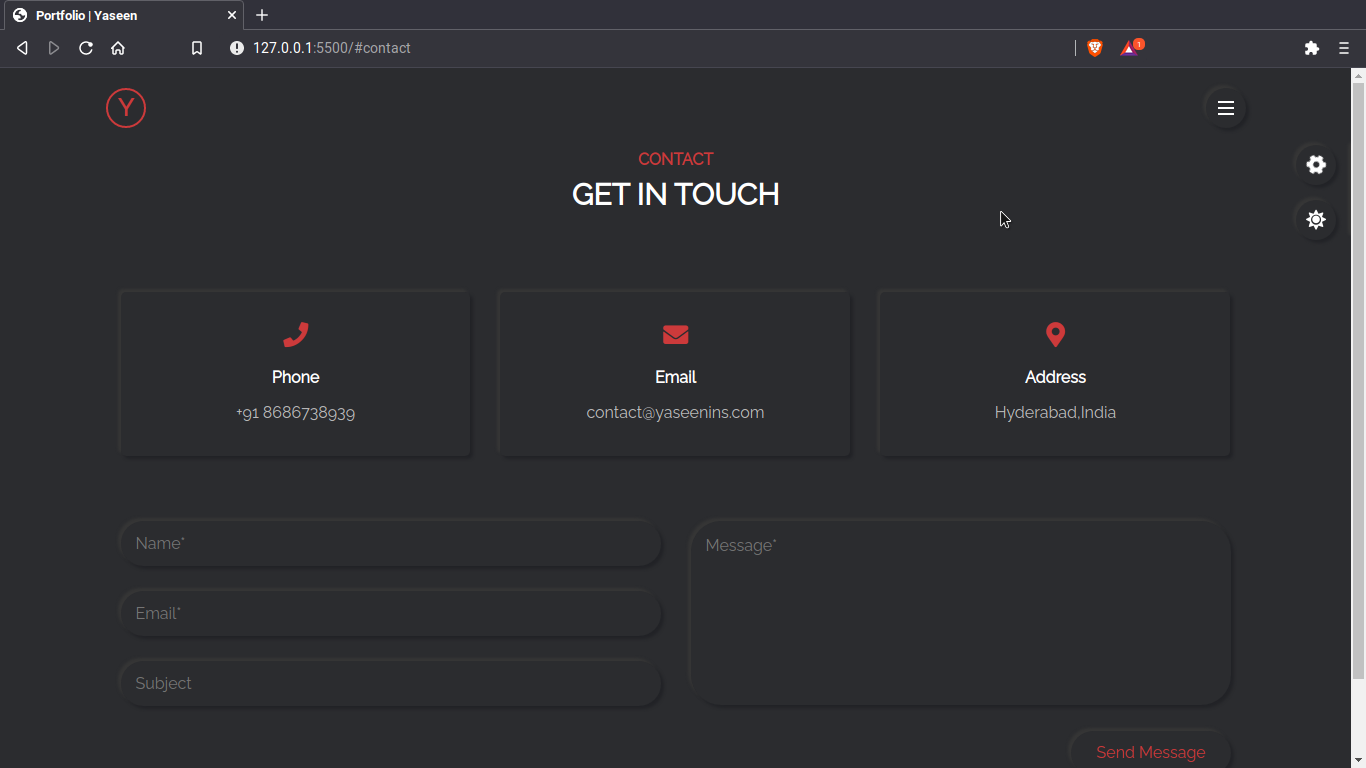 Portfolio | Yaseen
127.0.0.1:5500/#contact
1
Y
CONTACT
GET IN TOUCH
Phone
+91 8686738939
Email
contact@yaseenins.com
Address
Hyderabad,India
Name*
Email*
Subject
Message*
Send Message